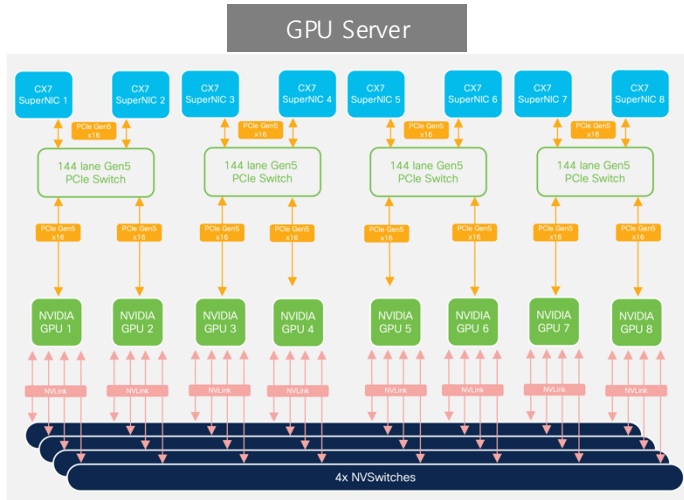 GPU Server
CX7
SuperNIC 1
CX7
SuperNIC 2
CX7
SuperNIC 3
CX7
SuperNIC 4
CX7
SuperNIC 5
CX7
SuperNIC 6
CX7
SuperNIC 7
CX7
SuperNIC 8
PCIe Gen5
x16
PCIe Gen5
x16
PCIe Gen5
x16
PCIe Gen5
x16
144 lane Gen5
PCIe Switch
144 lane Gen5
PCIe Switch
144 lane Gen5
PCIe Switch
144 lane Gen5
PCIe Switch
PCIe Gen5
x16
PCIe Gen5
x16
PCIe Gen5
x16
PCIe Gen5
x16
PCIe Gen5
x16
PCIe Gen5
x16
PCIe Gen5
x16
PCIe Gen5
x16
NVIDIA
GPU 1
NVIDIA
GPU 2
NVIDIA
GPU 3
NVIDIA
GPU 4
NVIDIA
GPU 5
NVIDIA
GPU 6
NVIDIA
GPU 7
NVIDIA
GPU 8
NVLink
NVLink
NVLink
NVLink
NVLink
NVLink
NVLink
NVLink
4x NVSwitches